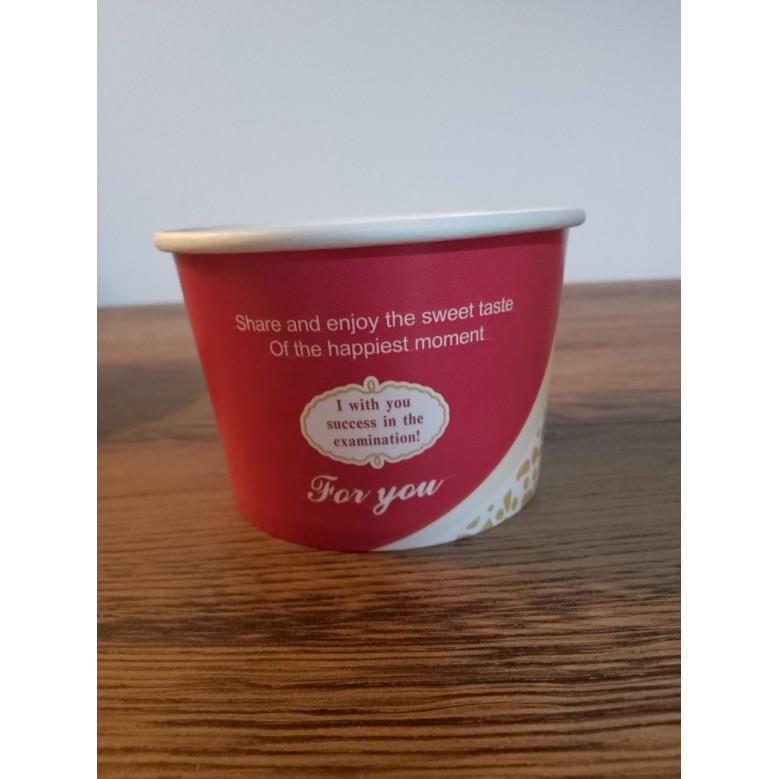 Share and enjoy the sweet taste
Of the happiest moment
I with you
success in the
examination!
For you